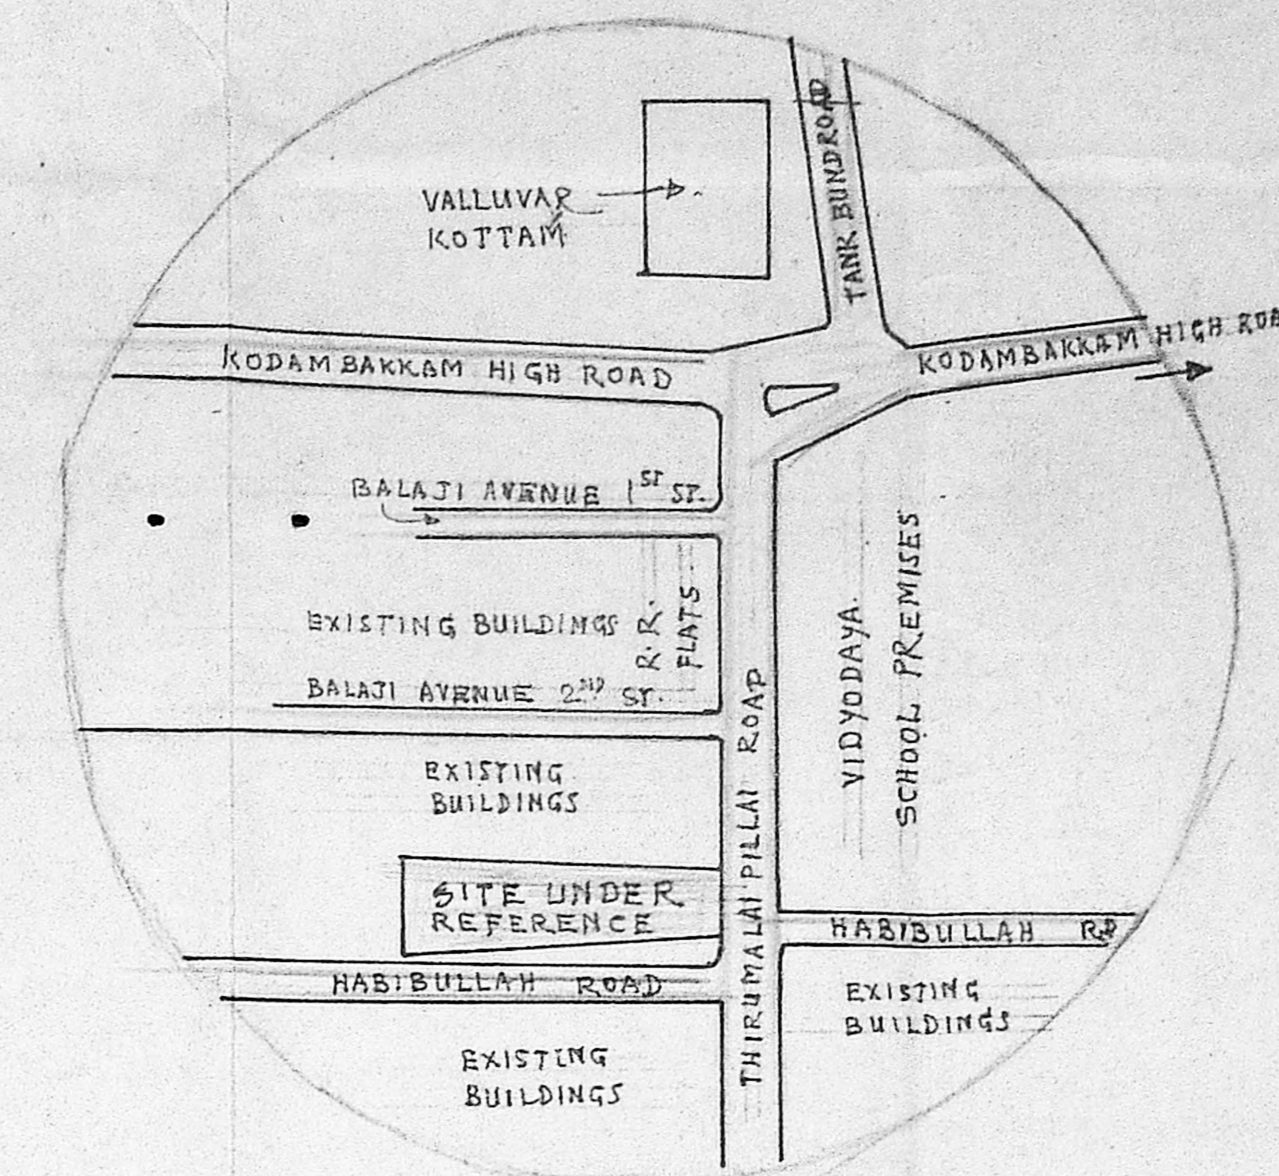 TANK BUNDROAD
VALLUVAR
KOTTAM
KODAMBAKKAM HIGH ROAD
KODAMBAKKAM HIGH ROA
BALAJI AVENUE 1ST ST.
EXISTING BUILDINGS
R.R.
FLATS
BALAJI AVENUE 2ND ST.
VIDYODAYA.
SCHOOL PREMISES
THIRUMALAI PILLAI ROAD
EXISTING
BUILDINGS
SITE UNDER
REFERENCE
HABIBULLAH RD
HABIBULLAH ROAD
EXISTING
BUILDINGS
EXISTING
BUILDINGS